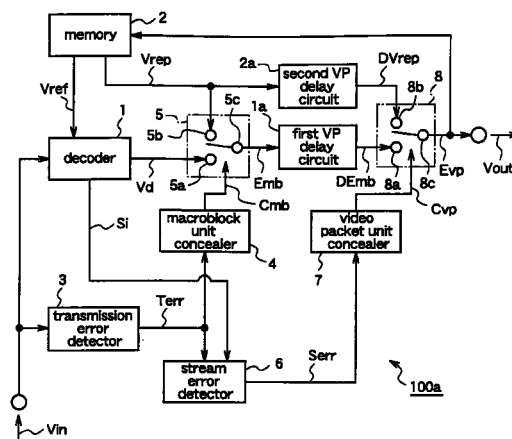 2
memory
Vrep
2a
second VP
delay
circuit
DVrep
Vref
1
decoder
5
5b
5c
5a
1a
first VP
delay
circuit
8
8b
8c
8a
Vd
Emb
DEmb
Evp
Vout
Cmb
Cvp
Si
macroblock
unit
concealer
4
video
packet unit
concealer
7
3
transmission
error
detector
Terr
stream
error
detector
6
Serr
100a
Vin